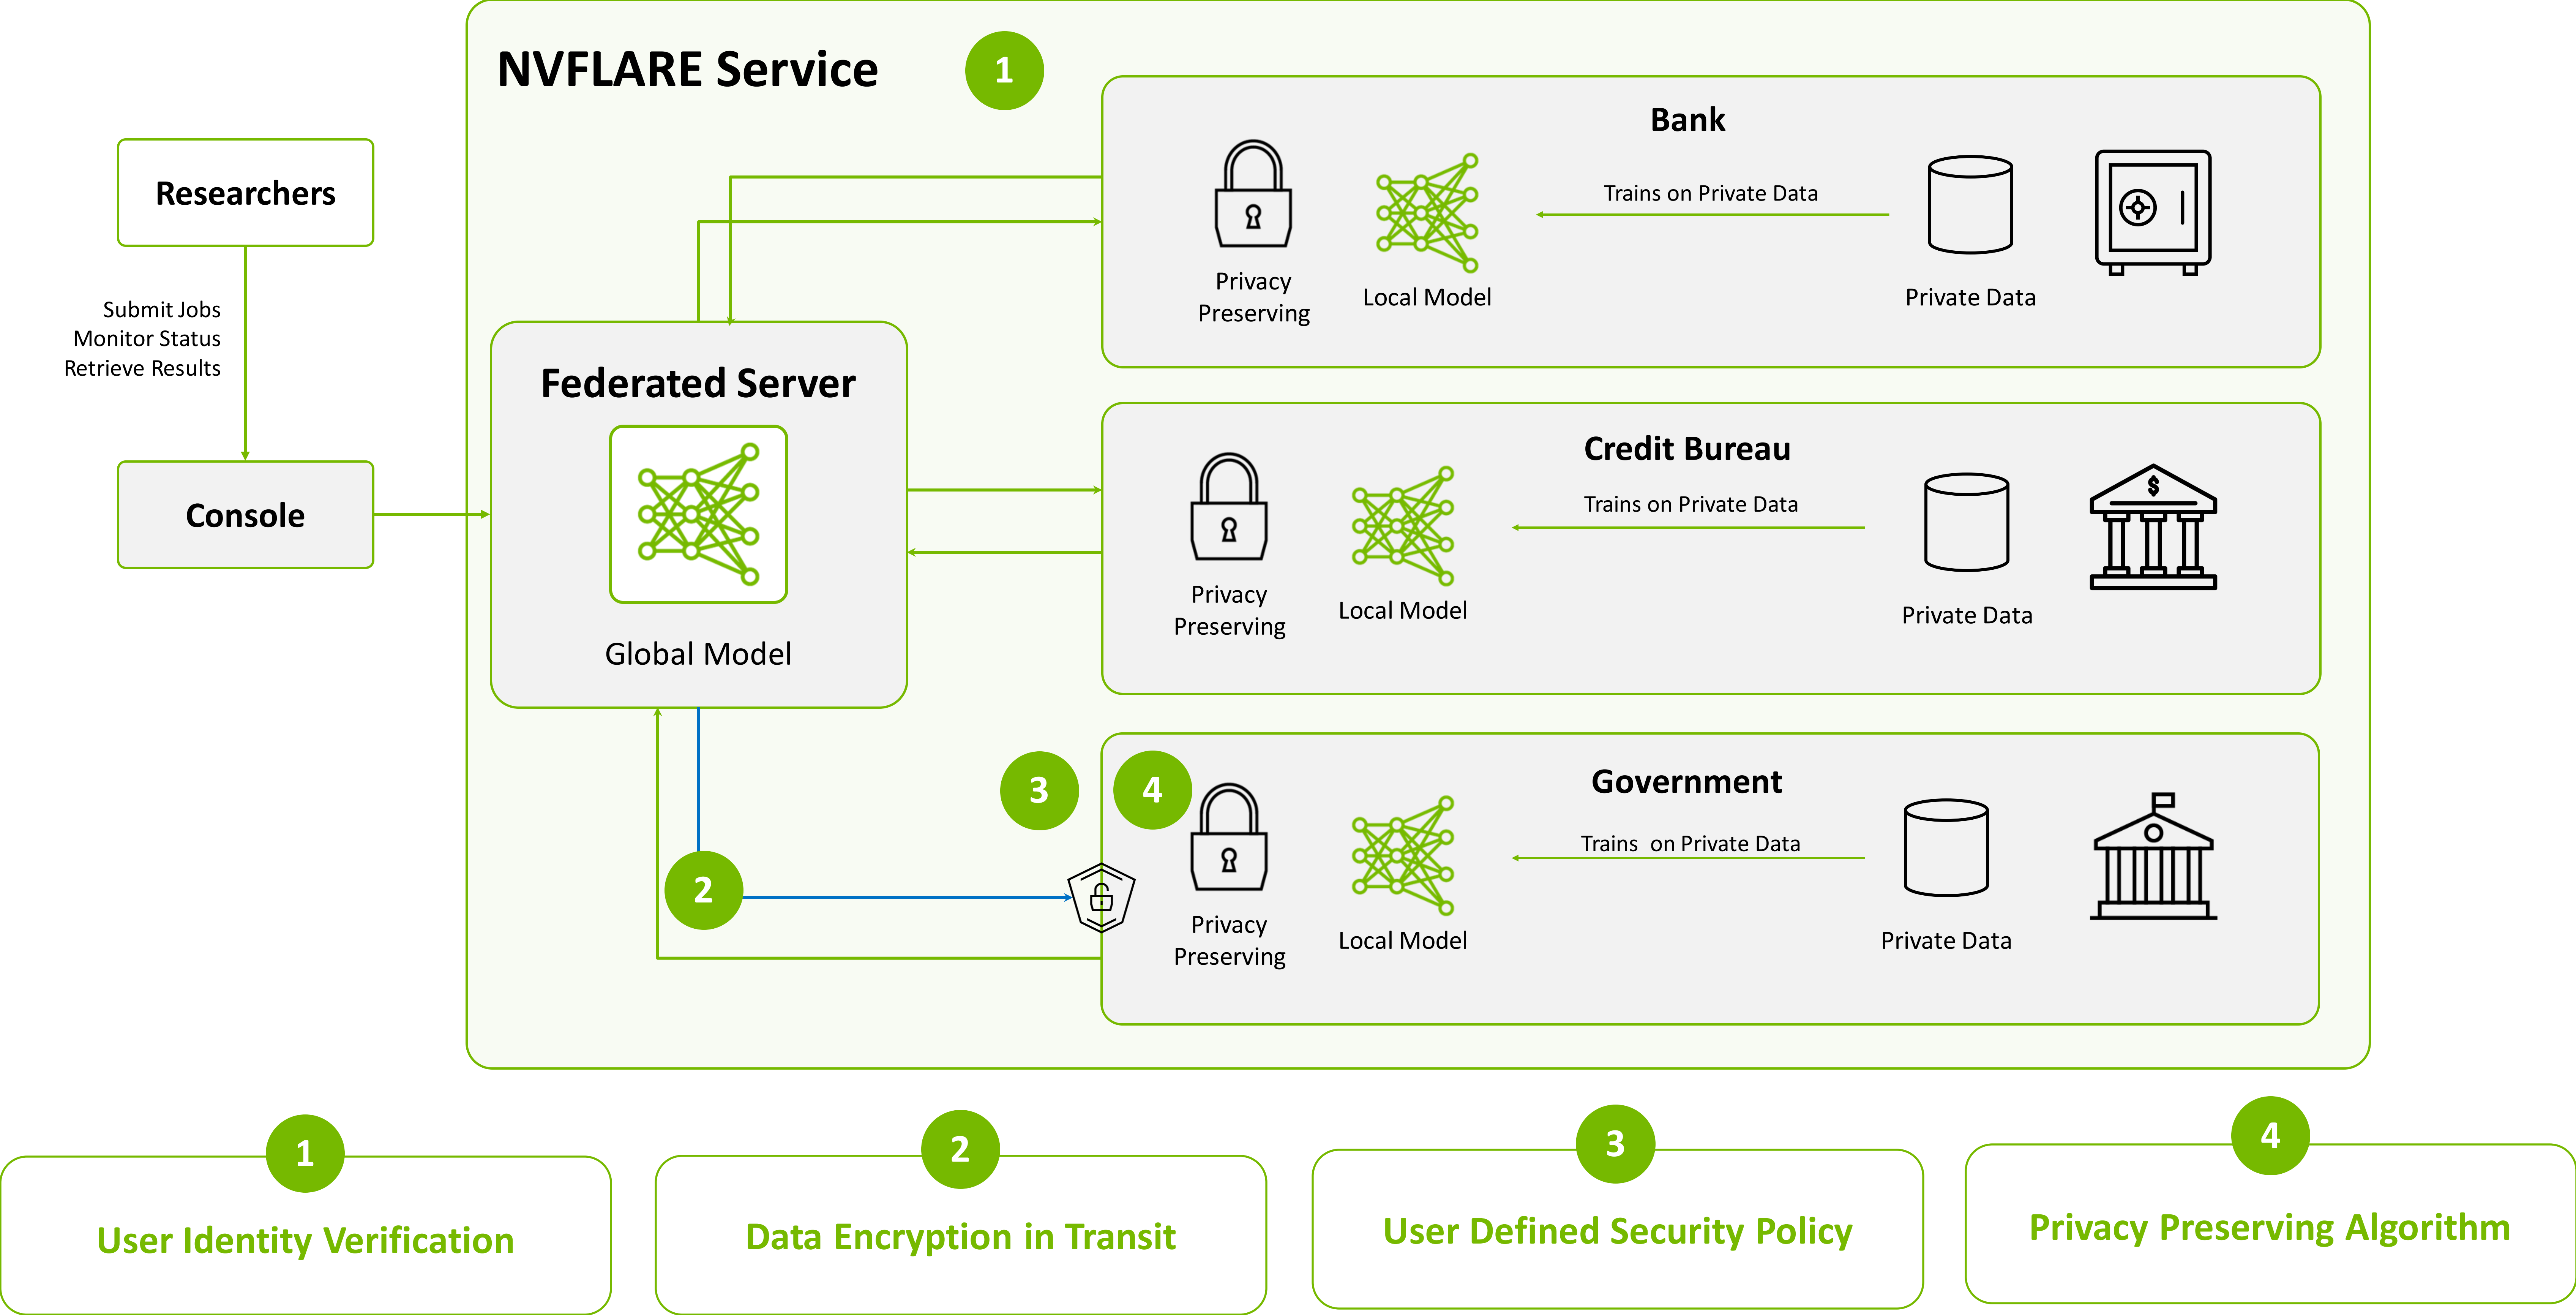 NVFLARE Service
1
Researchers
Submit Jobs
Monitor Status
Retrieve Results
Console
Federated Server
Global Model
Bank
Privacy
Preserving
Local Model
Trains on Private Data
Private Data
Credit Bureau
Privacy
Preserving
Local Model
Trains on Private Data
$
Private Data
2
3
4
Government
Privacy
Preserving
Local Model
Trains on Private Data
Private Data
1
User Identity Verification
2
Data Encryption in Transit
3
User Defined Security Policy
4
Privacy Preserving Algorithm